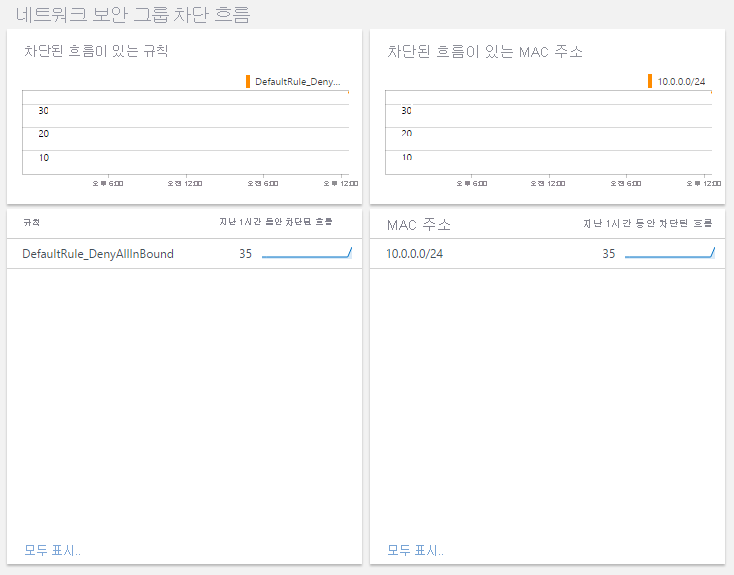 네트워크 보안 그룹 차단 흐름
차단된 흐름이 있는 규칙
DefaultRule_Deny...
30
20
10
오후 6:00
오전 12:00
오전 6:00
오후 12:00
규칙
지난 1시간 동안 차단된 흐름
DefaultRule_DenyAllInBound
35
모두 표시..
차단된 흐름이 있는 MAC 주소
10.0.0.0/24
30
20
10
오후 6:00
오전 12:00
오전 6:00
오후 12:00
MAC 주소
지난 1시간 동안 차단된 흐름
10.0.0.0/24
35
모두 표시..